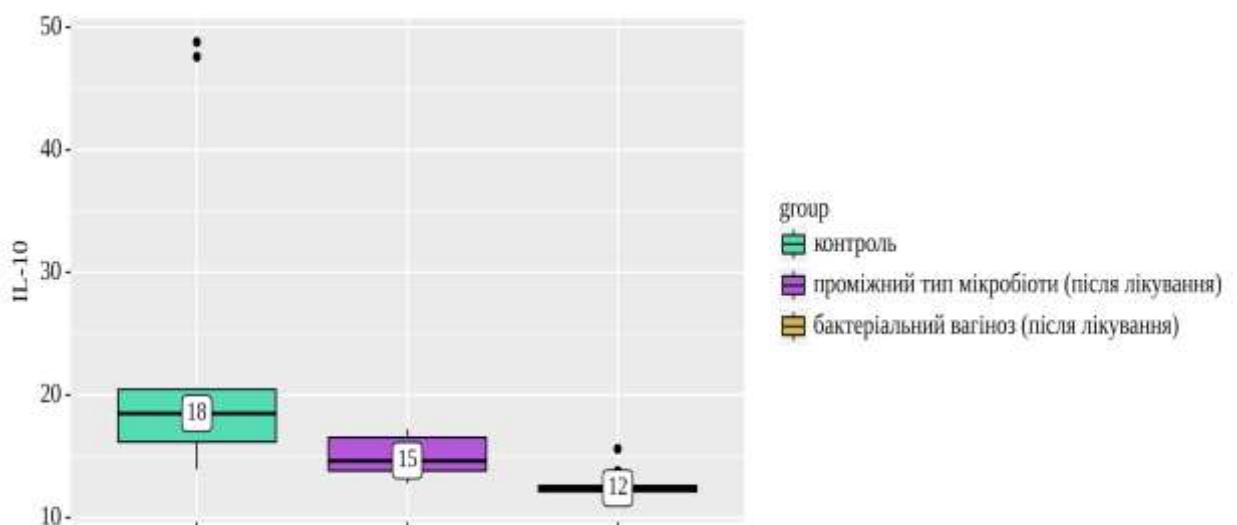 50
40
30
20
10
IL-10
18
15
12
group
контроль
проміжний тип мікробіоти (після лікування)
бактеріальний вагіноз (після лікування)